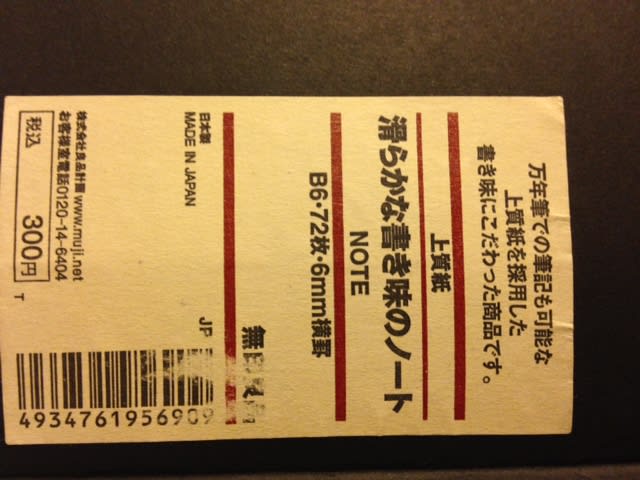 万年筆での筆記も可能な
上質紙を採用した
書き味にこだわった商品です。
上質紙
滑らかな書き味のノート
NOTE
B6・72枚・6mm横罫
無印良品
日本製
MADE IN JAPAN
JP
株式会社良品計画 www.muji.net
お客様室電話0120-14-6404
税込 300円
T
4934761956909